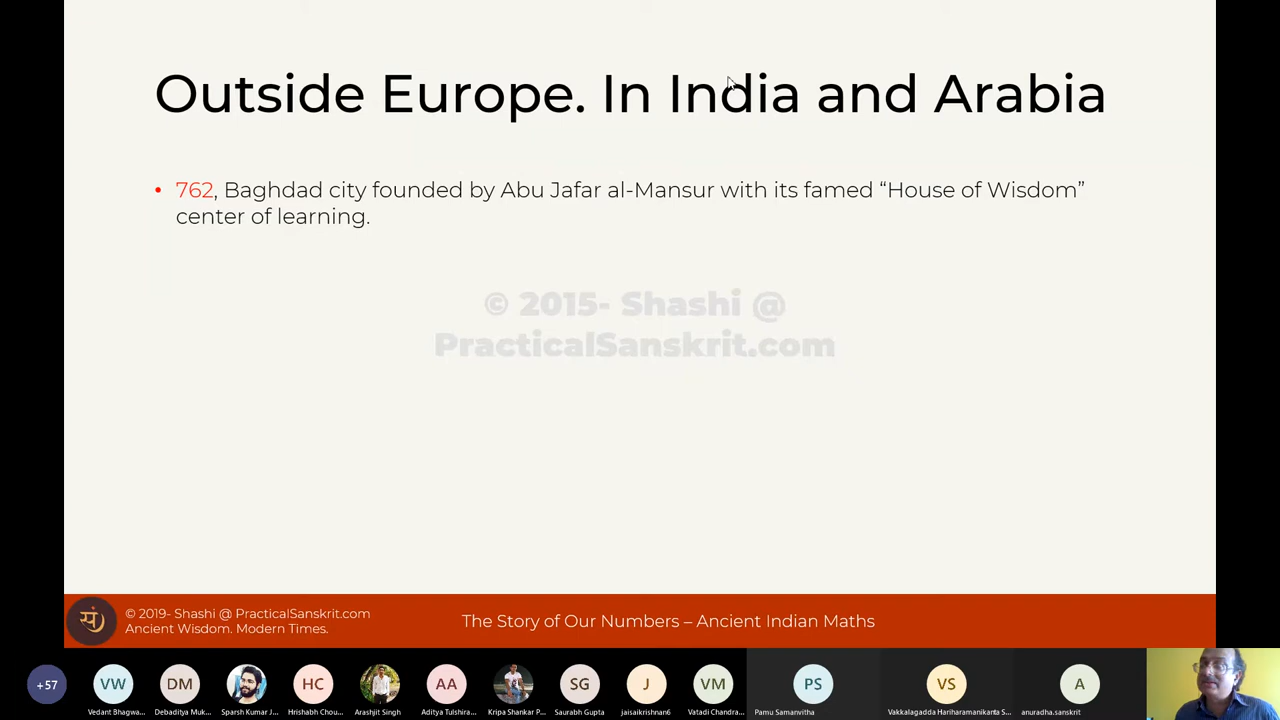 Outside Europe. In India and Arabia
• 762, Baghdad city founded by Abu Jafar al-Mansur with its famed “House of Wisdom”
center of learning.
© 2015- Shashi @
PracticalSanskrit.com
सं
© 2019- Shashi @ PracticalSanskrit.com
Ancient Wisdom. Modern Times.
The Story of Our Numbers – Ancient Indian Maths
+57
VW
DM
HC
AA
SG
J
VM
PS
VS
A
Vedant Bhagwa...
Debaditya Muk...
Sparsh Kumar J...
Hrishabh Chou...
Arashjit Singh
Aditya Tulshira...
Kripa Shankar P...
Saurabh Gupta
jaisaikrishnan6
Vatadi Chandra...
Pamu Samanvitha
Vakkalagadda Hariharamanikanta S...
anuradha.sanskrit